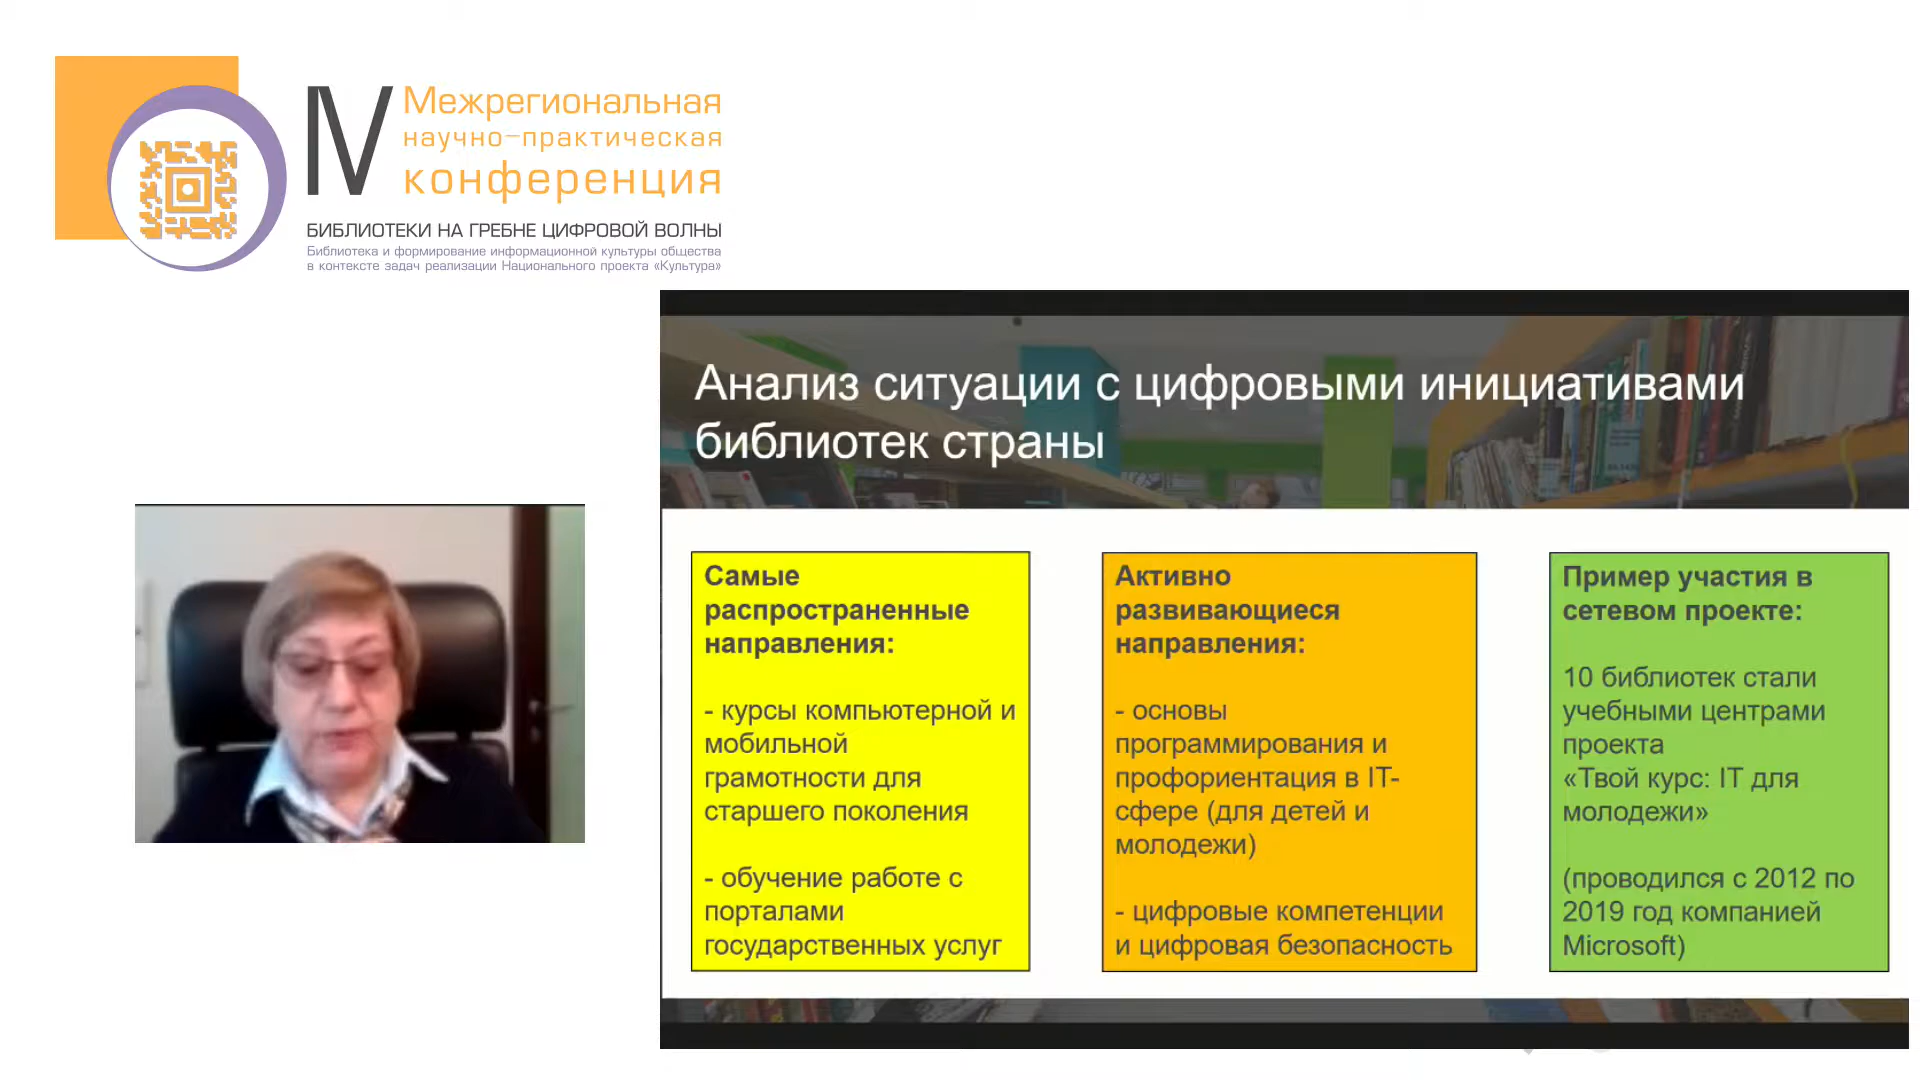 IV Межрегиональная
научно-практическая
конференция
БИБЛИОТЕКИ НА ГРЕБНЕ ЦИФРОВОЙ ВОЛНЫ
Библиотека и формирование информационной культуры общества
в контексте задач реализации Национального проекта «Культура»
Анализ ситуации с цифровыми инициативами
библиотек страны
Самые
распространенные
направления:
- курсы компьютерной и
мобильной
грамотности для
старшего поколения
- обучение работе с
порталами
государственных услуг
Активно
развивающиеся
направления:
- основы
программирования и
профориентация в IT-
сфере (для детей и
молодежи)
- цифровые компетенции
и цифровая безопасность
Пример участия в
сетевом проекте:
10 библиотек стали
учебными центрами
проекта
«Твой курс: IT для
молодежи»
(проводился с 2012 по
2019 год компанией
Microsoft)